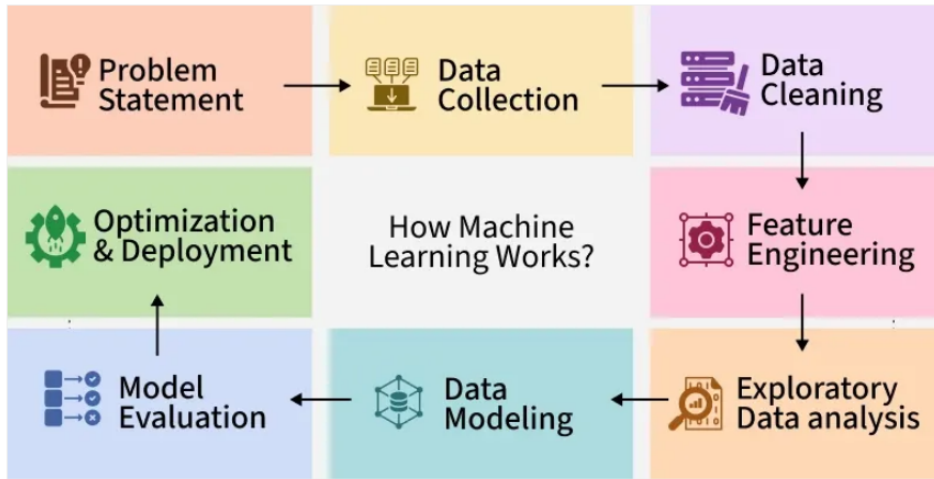 Problem
Statement
Data
Collection
Data
Cleaning
Optimization
& Deployment
How Machine
Learning Works?
Feature
Engineering
Model
Evaluation
Data
Modeling
Exploratory
Data analysis